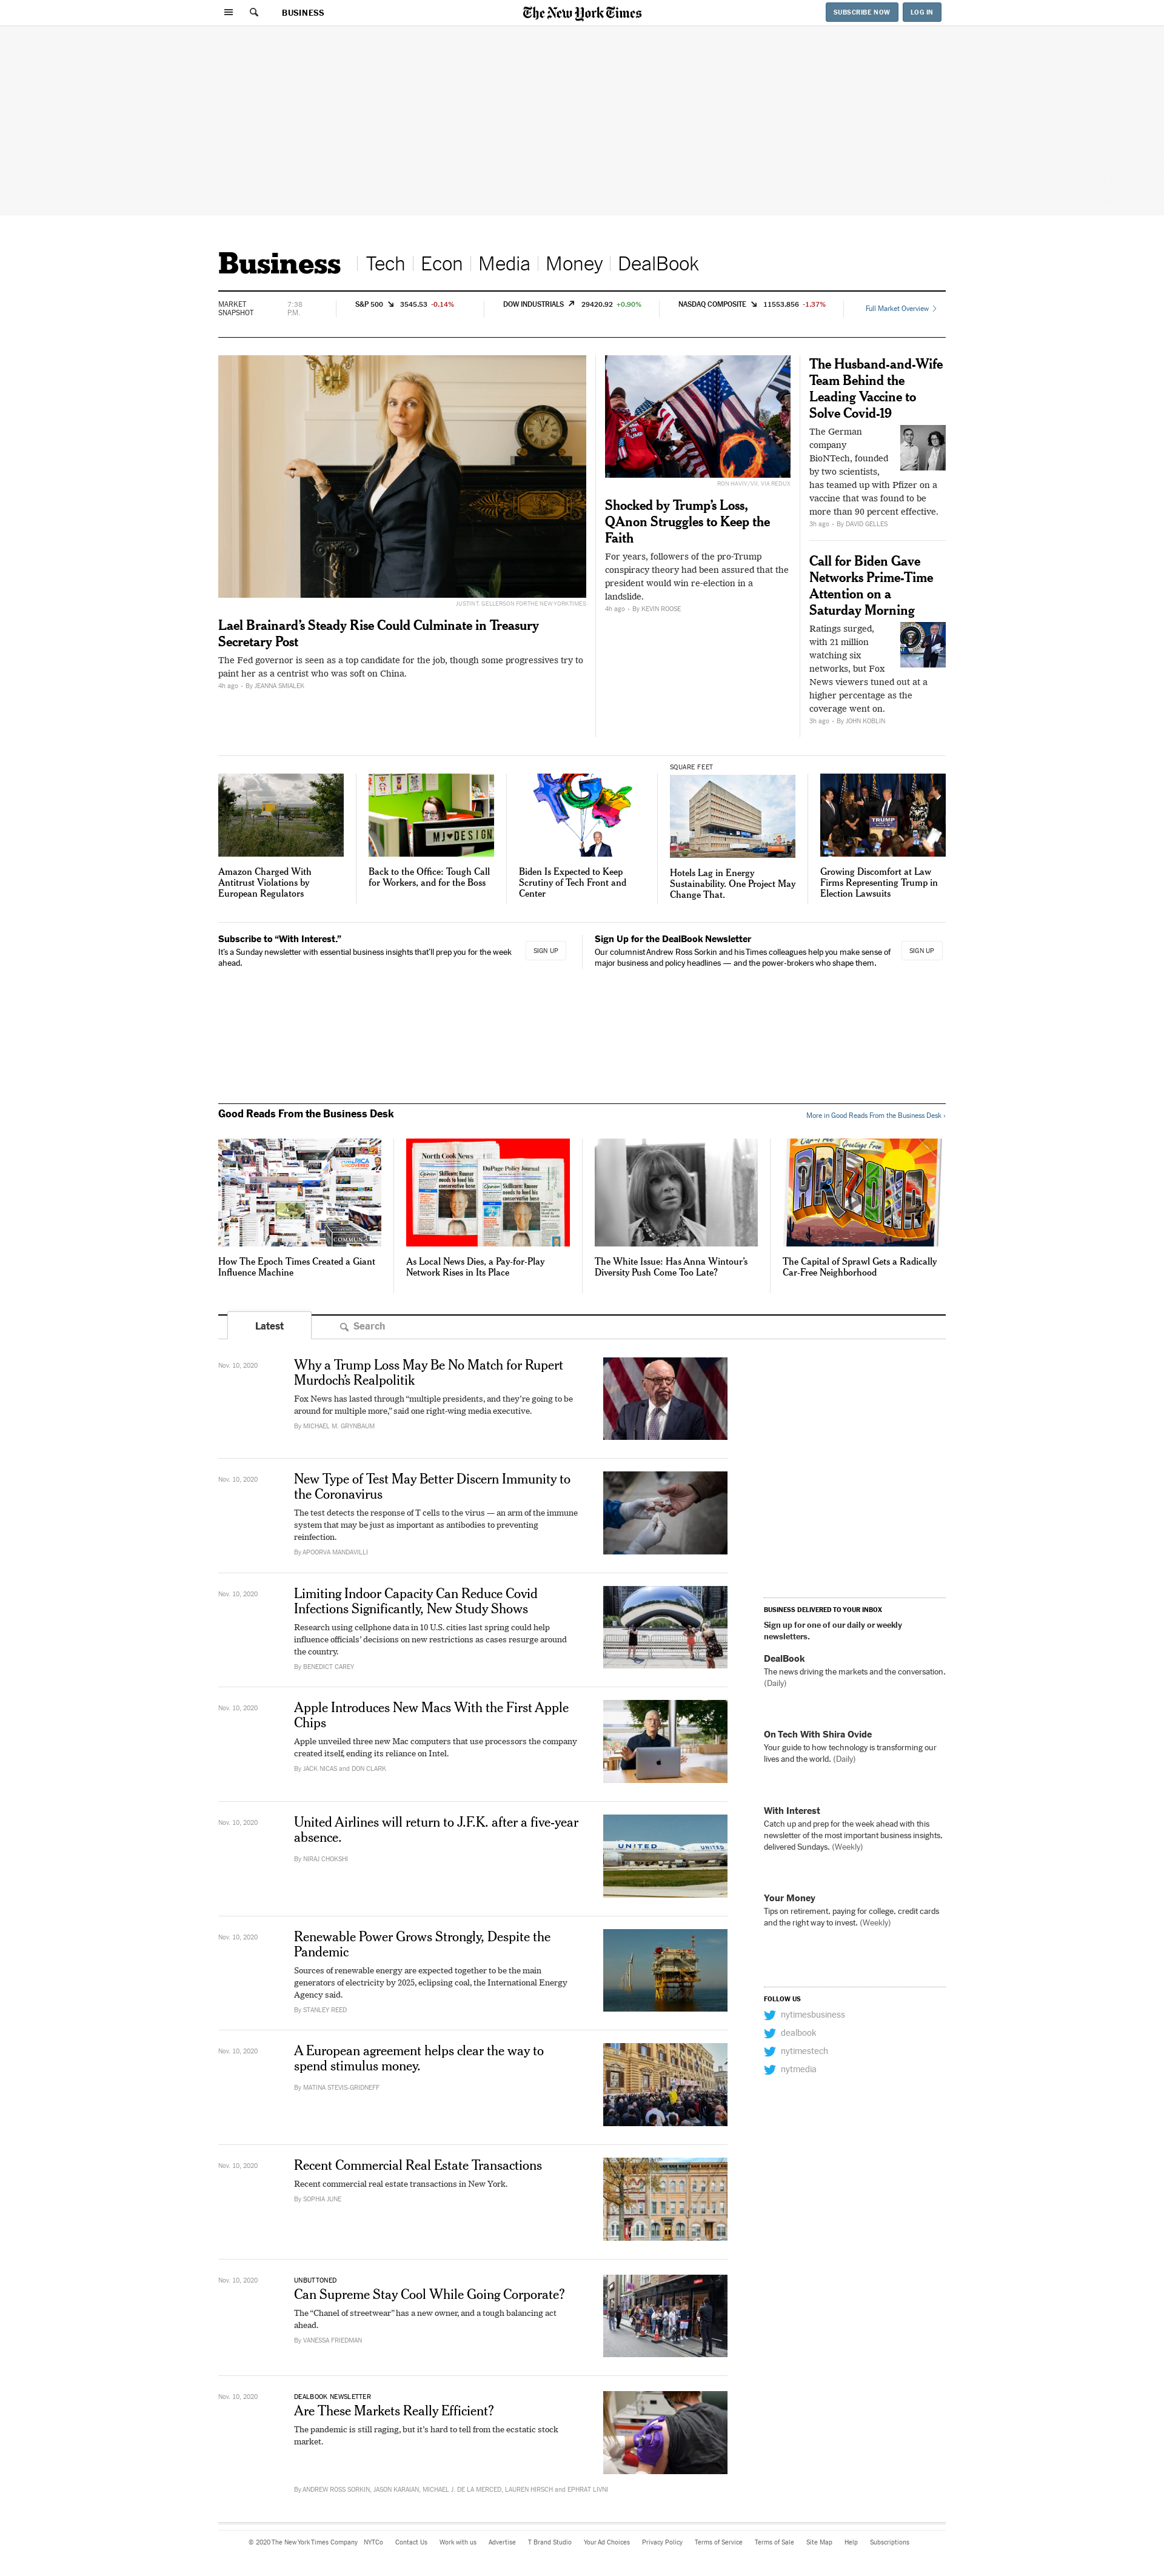 BUSINESS
The New York Times
SUBSCRIBE NOW
LOG IN
Business
Tech
Econ
Media
Money
DealBook
MARKET
SNAPSHOT
7:38
P.M.
S&P 500 3545.53 -0.14%
DOW INDUSTRIALS 29420.92 +0.90%
NASDAQ COMPOSITE 11553.856 -1.37%
Full Market Overview
JUSTIN T. GELLERSON FOR THE NEW YORK TIMES
Lael Brainard’s Steady Rise Could Culminate in Treasury
Secretary Post
The Fed governor is seen as a top candidate for the job, though some progressives try to
paint her as a centrist who was soft on China.
4h ago - By JEANNA SMIALEK
RON HAVIV/VII, VIA REDUX
Shocked by Trump’s Loss,
QAnon Struggles to Keep the
Faith
For years, followers of the pro-Trump
conspiracy theory had been assured that the
president would win re-election in a
landslide.
4h ago - By KEVIN ROOSE
The Husband-and-Wife
Team Behind the
Leading Vaccine to
Solve Covid-19
The German
company
BioNTech, founded
by two scientists,
has teamed up with Pfizer on a
vaccine that was found to be
more than 90 percent effective.
3h ago - By DAVID GELLES
Call for Biden Gave
Networks Prime-Time
Attention on a
Saturday Morning
Ratings surged,
with 21 million
watching six
networks, but Fox
News viewers tuned out at a
higher percentage as the
coverage went on.
3h ago - By JOHN KOBLIN
Amazon Charged With
Antitrust Violations by
European Regulators
MJ♥DESIGN
Back to the Office: Tough Call
for Workers, and for the Boss
Biden Is Expected to Keep
Scrutiny of Tech Front and
Center
SQUARE FEET
Hotels Lag in Energy
Sustainability. One Project May
Change That.
TRUMP
Growing Discomfort at Law
Firms Representing Trump in
Election Lawsuits
Subscribe to “With Interest.”
It’s a Sunday newsletter with essential business insights that’ll prep you for the week
ahead.
SIGN UP
Sign Up for the DealBook Newsletter
Our columnist Andrew Ross Sorkin and his Times colleagues help you make sense of
major business and policy headlines — and the power-brokers who shape them.
SIGN UP
Good Reads From the Business Desk
More in Good Reads From the Business Desk ›
How The Epoch Times Created a Giant
Influence Machine
North Cook News
DuPage Policy Journal
As Local News Dies, a Pay-for-Play
Network Rises in Its Place
The White Issue: Has Anna Wintour’s
Diversity Push Come Too Late?
Greetings From
ARIZONA
The Capital of Sprawl Gets a Radically
Car-Free Neighborhood
Latest
Search
Nov. 10, 2020
Why a Trump Loss May Be No Match for Rupert
Murdoch’s Realpolitik
Fox News has lasted through “multiple presidents, and they’re going to be
around for multiple more,” said one right-wing media executive.
By MICHAEL M. GRYNBAUM
Nov. 10, 2020
New Type of Test May Better Discern Immunity to
the Coronavirus
The test detects the response of T cells to the virus — an arm of the immune
system that may be just as important as antibodies to preventing
reinfection.
By APOORVA MANDAVILLI
Nov. 10, 2020
Limiting Indoor Capacity Can Reduce Covid
Infections Significantly, New Study Shows
Research using cellphone data in 10 U.S. cities last spring could help
influence officials’ decisions on new restrictions as cases resurge around
the country.
By BENEDICT CAREY
Nov. 10, 2020
Apple Introduces New Macs With the First Apple
Chips
Apple unveiled three new Mac computers that use processors the company
created itself, ending its reliance on Intel.
By JACK NICAS and DON CLARK
Nov. 10, 2020
United Airlines will return to J.F.K. after a five-year
absence.
By NIRAJ CHOKSHI
UNITED
UNITED
Nov. 10, 2020
Renewable Power Grows Strongly, Despite the
Pandemic
Sources of renewable energy are expected together to be the main
generators of electricity by 2025, eclipsing coal, the International Energy
Agency said.
By STANLEY REED
Nov. 10, 2020
A European agreement helps clear the way to
spend stimulus money.
By MATINA STEVIS-GRIDNEFF
Nov. 10, 2020
Recent Commercial Real Estate Transactions
Recent commercial real estate transactions in New York.
By SOPHIA JUNE
Nov. 10, 2020
UNBUTTONED
Can Supreme Stay Cool While Going Corporate?
The “Chanel of streetwear” has a new owner, and a tough balancing act
ahead.
By VANESSA FRIEDMAN
Nov. 10, 2020
DEALBOOK NEWSLETTER
Are These Markets Really Efficient?
The pandemic is still raging, but it’s hard to tell from the ecstatic stock
market.
By ANDREW ROSS SORKIN, JASON KARAIAN, MICHAEL J. DE LA MERCED, LAUREN HIRSCH and EPHRAT LIVNI
BUSINESS DELIVERED TO YOUR INBOX
Sign up for one of our daily or weekly
newsletters.
DealBook
The news driving the markets and the conversation.
(Daily)
On Tech With Shira Ovide
Your guide to how technology is transforming our
lives and the world. (Daily)
With Interest
Catch up and prep for the week ahead with this
newsletter of the most important business insights,
delivered Sundays. (Weekly)
Your Money
Tips on retirement, paying for college, credit cards
and the right way to invest. (Weekly)
FOLLOW US
nytimesbusiness
dealbook
nytimestech
nytmedia
© 2020 The New York Times Company NYTCo Contact Us Work with us Advertise T Brand Studio Your Ad Choices Privacy Policy Terms of Service Terms of Sale Site Map Help Subscriptions